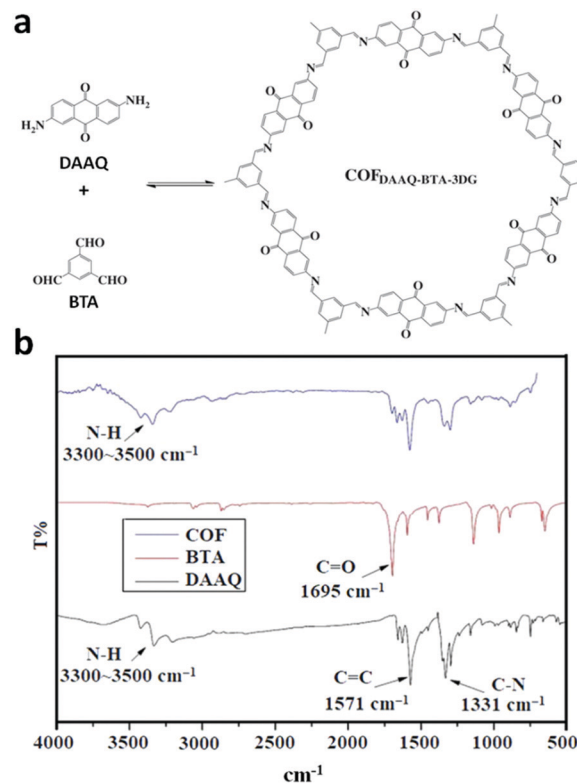 a
O
NH₂
H₂N
O
DAAQ
+
CHO
OHC
CHO
BTA
COF_DAAQ-BTA-3DG
O
O
N
N
N
N
O
O
O
O
N
N
N
N
O
O
O
O
N
N
O
O
b
N-H
3300~3500 cm⁻¹
C=O
1695 cm⁻¹
COF
BTA
DAAQ
N-H
3300~3500 cm⁻¹
C=C
1571 cm⁻¹
C-N
1331 cm⁻¹
T%
4000 3500 3000 2500 2000 1500 1000 500
cm⁻¹